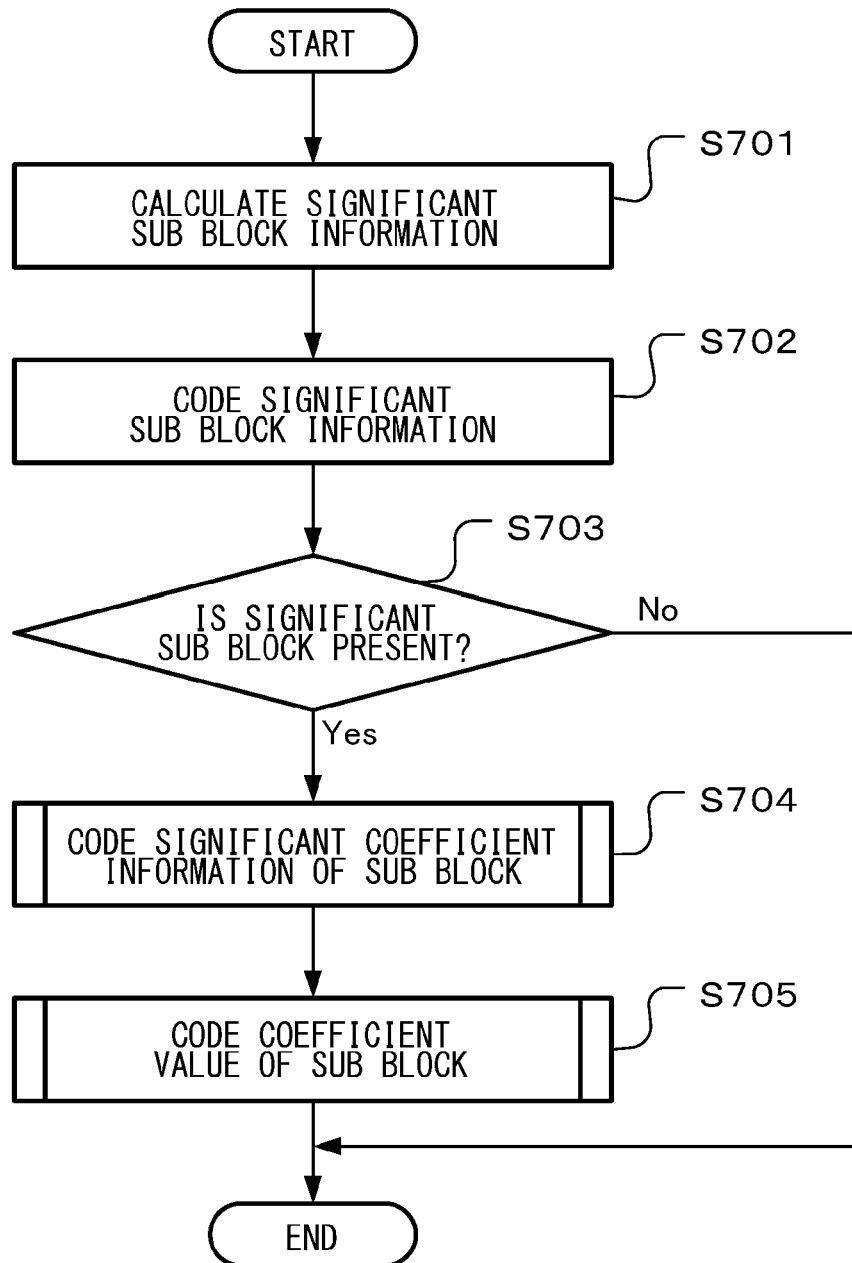 START
S701
CALCULATE SIGNIFICANT
SUB BLOCK INFORMATION
S702
CODE SIGNIFICANT
SUB BLOCK INFORMATION
S703
IS SIGNIFICANT
SUB BLOCK PRESENT?
No
Yes
S704
CODE SIGNIFICANT COEFFICIENT
INFORMATION OF SUB BLOCK
S705
CODE COEFFICIENT
VALUE OF SUB BLOCK
END